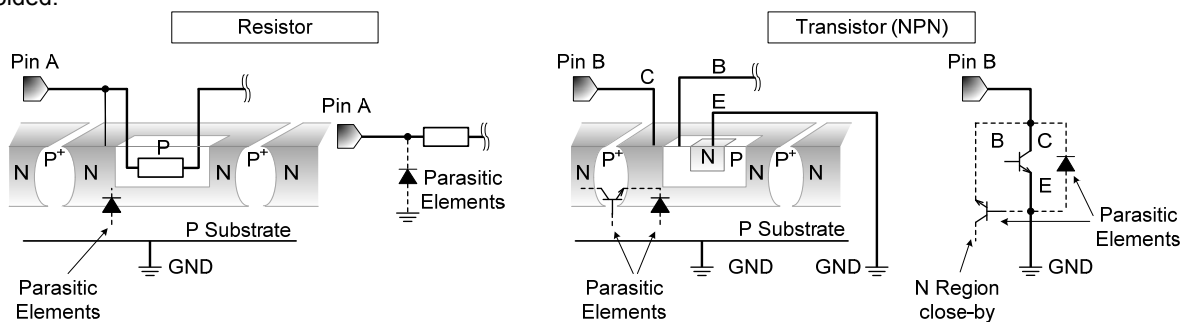 Resistor
Pin A
N
P+
N
P
N
P+
N
Parasitic
Elements
P Substrate
GND
Pin A
Parasitic
Elements
Transistor (NPN)
Pin B
C
B
E
N
P+
N
P
N
P+
N
P Substrate
GND
GND
Parasitic
Elements
Pin B
B
C
E
Parasitic
Elements
GND
N Region
close-by